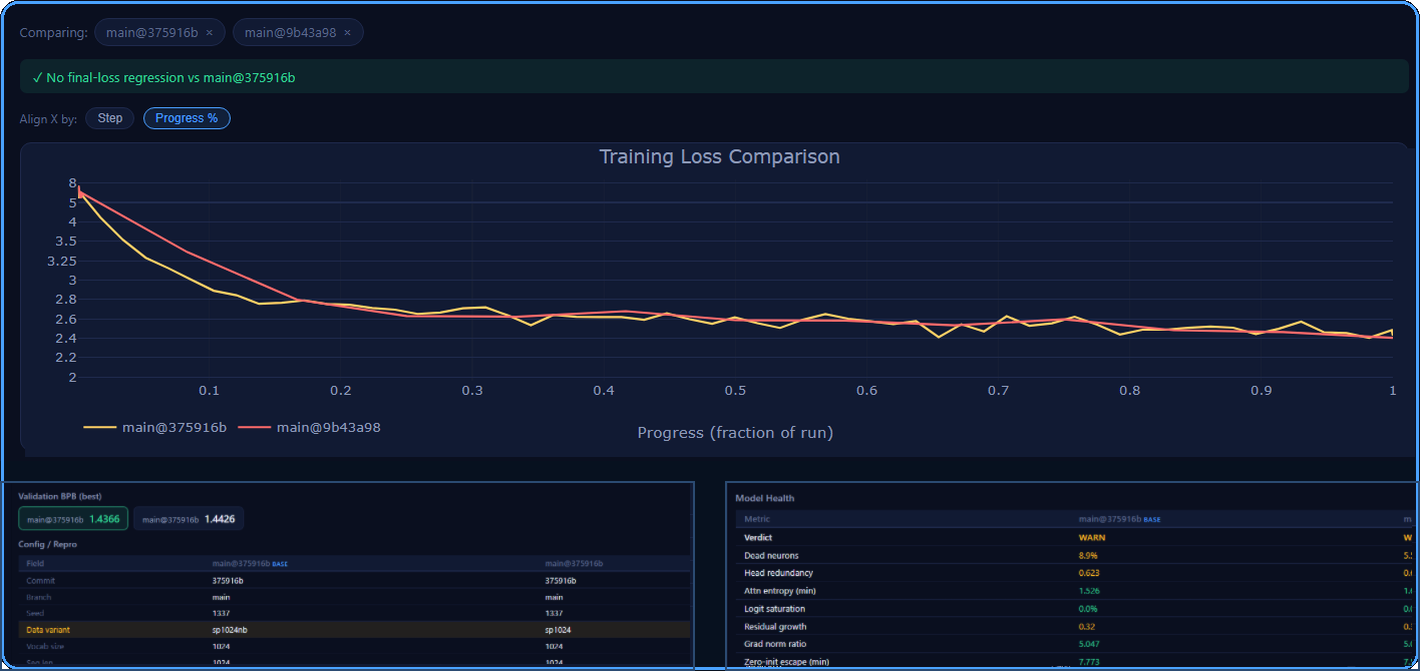 Comparing: main@375916b × main@9b43a98 ×
✓ No final-loss regression vs main@375916b
Align X by: Step Progress %
Training Loss Comparison
8
5
4
3.5
3.25
3
2.8
2.6
2.4
2.2
2
0.1 0.2 0.3 0.4 0.5 0.6 0.7 0.8 0.9 1
main@375916b main@9b43a98
Progress (fraction of run)
Validation BPB (best)
main@375916b 1.4366 main@375916b 1.4426
Config / Repro
Field main@375916b BASE main@375916b
Commit 375916b 375916b
Branch main main
Seed 1337 1337
Data variant sp1024nb sp1024
Vocab size 1024 1024
Seq len 1024 1024
Model Health
Metric main@375916b BASE m
Verdict WARN W
Dead neurons 8.9% 5.
Head redundancy 0.623 0.
Attn entropy (min) 1.526 1.
Logit saturation 0.0% 0.
Residual growth 0.32 0.
Grad norm ratio 5.047 5.
Zero-init escape (min) 7.773 7.